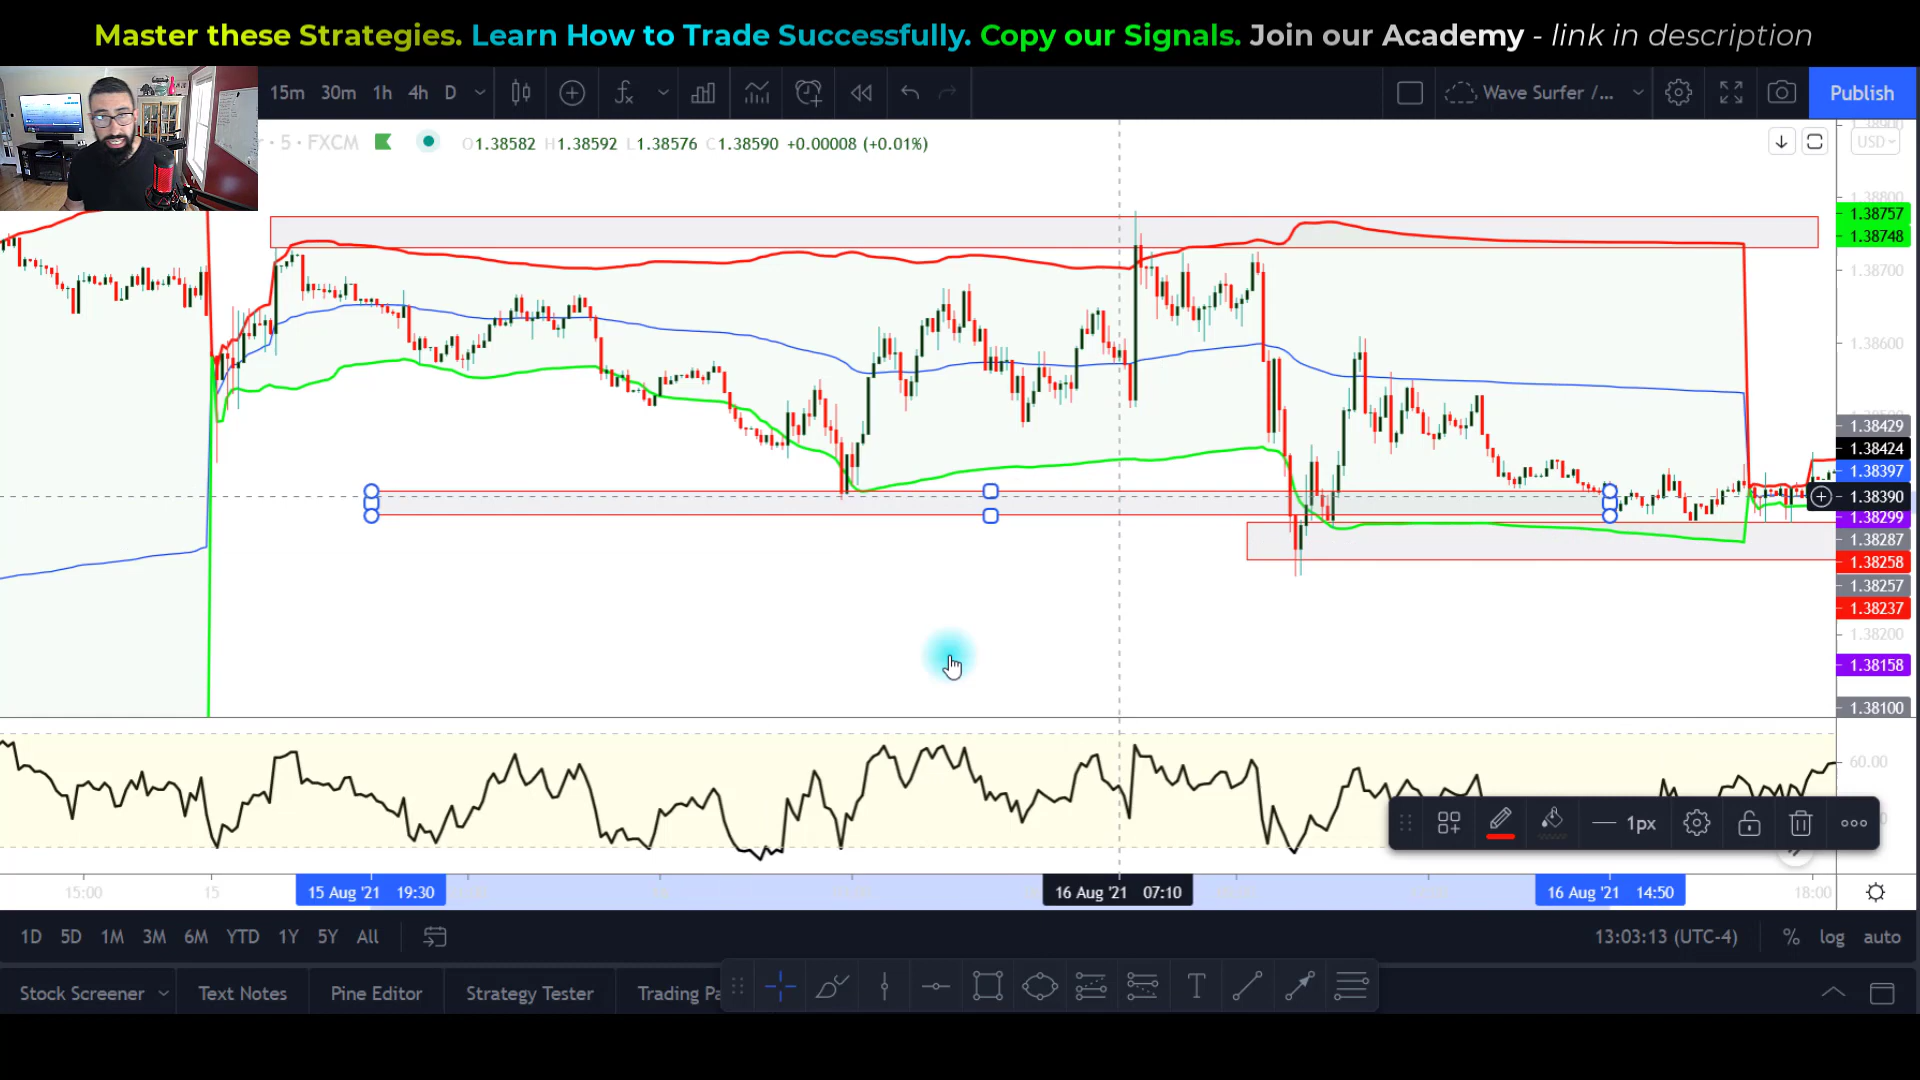 Master these Strategies. Learn How to Trade Successfully. Copy our Signals. Join our Academy - link in description
15m 30m 1h 4h D Wave Surfer /... Publish
· 5 · FXCM O1.38582 H1.38592 L1.38576 C1.38590 +0.00008 (+0.01%) USD
1.38800
1.38757
1.38748
1.38700
1.38600
1.38429
1.38424
1.38397
1.38390
1.38299
1.38287
1.38258
1.38257
1.38237
1.38200
1.38158
1.38100
60.00
1px
15:00 15 15 Aug '21 19:30 16 Aug '21 07:10 16 Aug '21 14:50 18:00
1D 5D 1M 3M 6M YTD 1Y 5Y All 13:03:13 (UTC-4) % log auto
Stock Screener Text Notes Pine Editor Strategy Tester Trading Pa